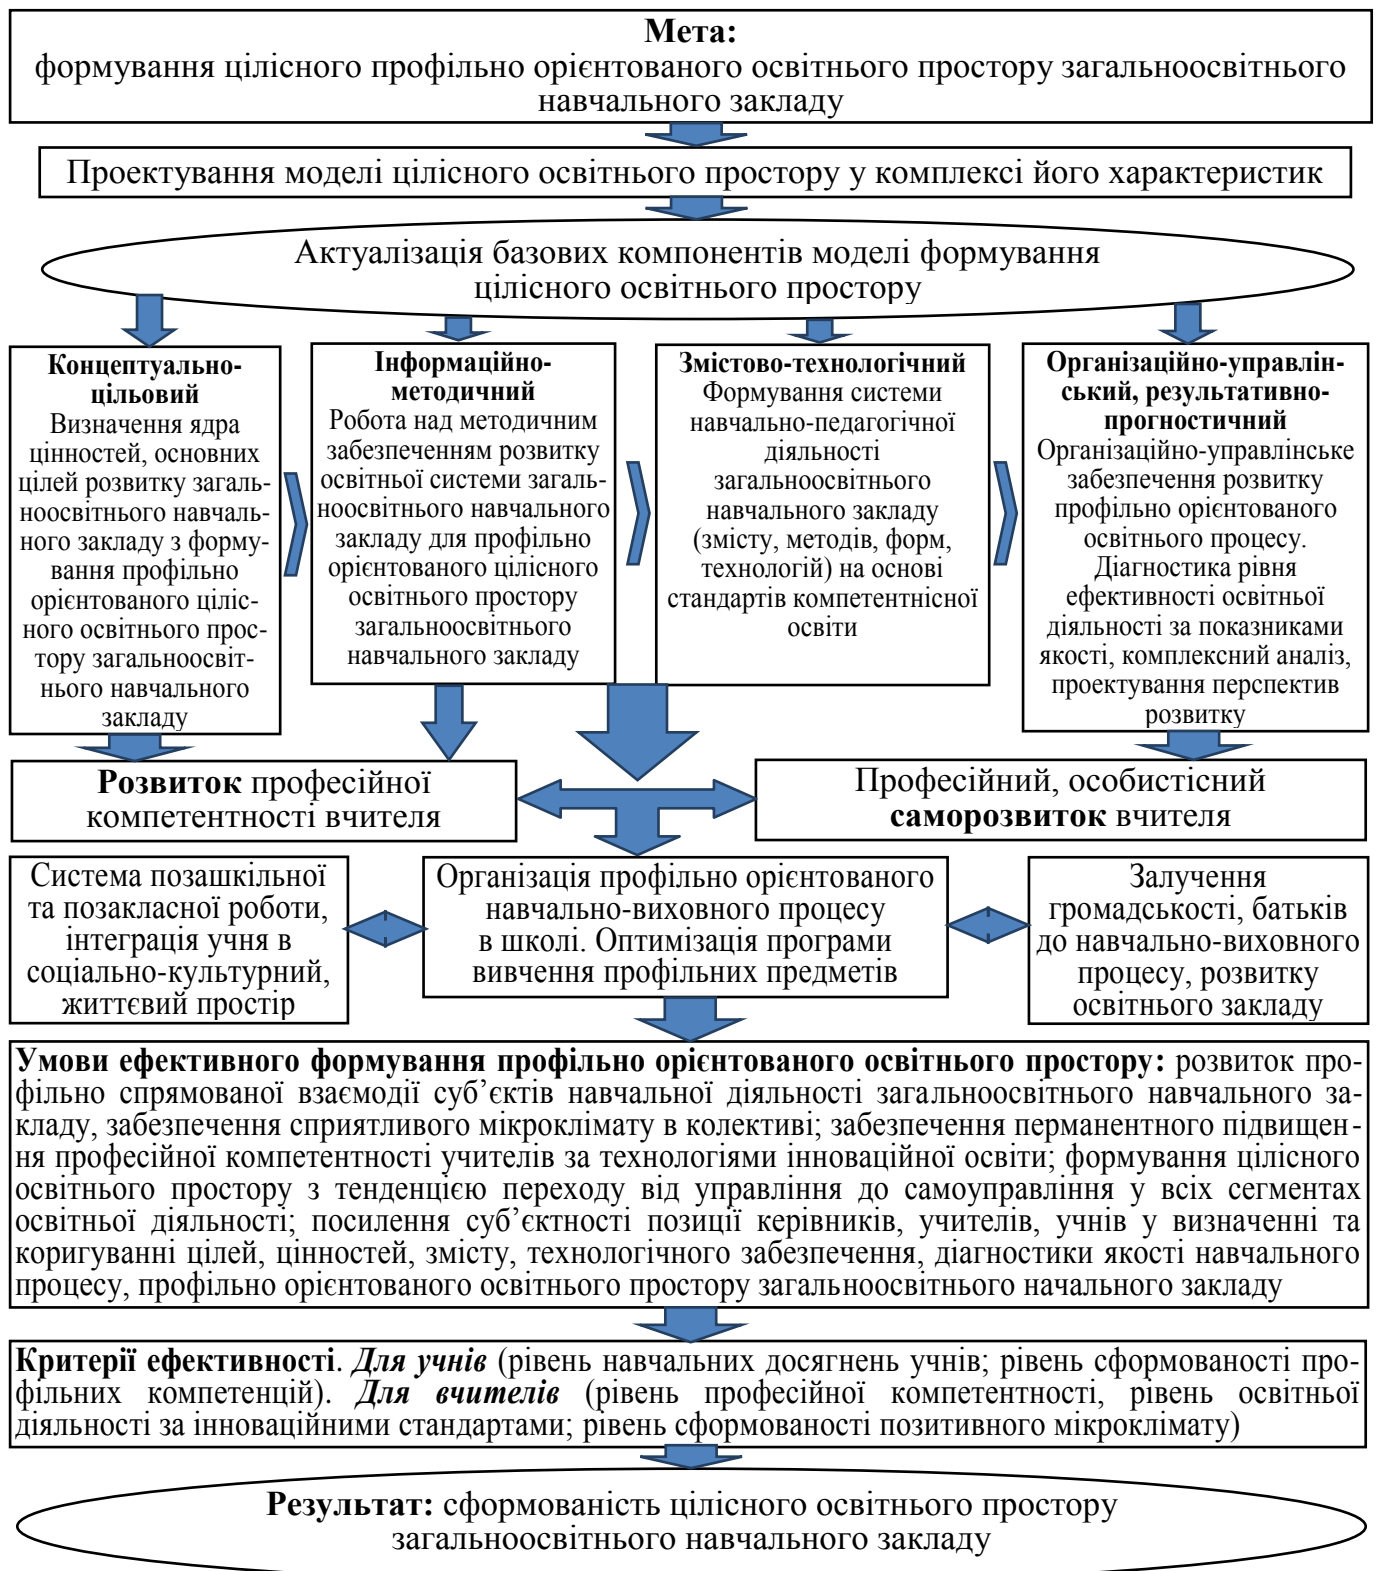 Мета:
формування цілісного профільно орієнтованого освітнього простору загальноосвітнього
навчального закладу
Проектування моделі цілісного освітнього простору у комплексі його характеристик
Актуалізація базових компонентів моделі формування
цілісного освітнього простору
Концептуально-
цільовий
Визначення ядра
цінностей, основних
цілей розвитку загаль-
ноосвітнього навчаль-
ного закладу з форму-
вання профільно
орієнтованого ціліс-
ного освітнього прос-
тору загальноосвіт-
нього навчального
закладу
Інформаційно-
методичний
Робота над методичним
забезпеченням розвитку
освітньої системи загаль-
ноосвітнього навчального
закладу для профільно
орієнтованого цілісного
освітнього простору
загальноосвітнього
навчального закладу
Змістово-технологічний
Формування системи
навчально-педагогічної
діяльності
загальноосвітнього
навчального закладу
(змісту, методів, форм,
технологій) на основі
стандартів компетентнісної
освіти
Організаційно-управлін-
ський, результативно-
прогностичний
Організаційно-управлінське
забезпечення розвитку
профільно орієнтованого
освітнього процесу.
Діагностика рівня
ефективності освітньої
діяльності за показниками
якості, комплексний аналіз,
проектування перспектив
розвитку
Розвиток професійної
компетентності вчителя
Професійний, особистісний
саморозвиток вчителя
Система позашкільної
та позакласної роботи,
інтеграція учня в
соціально-культурний,
життєвий простір
Організація профільно орієнтованого
навчально-виховного процесу
в школі. Оптимізація програми
вивчення профільних предметів
Залучення
громадськості, батьків
до навчально-виховного
процесу, розвитку
освітнього закладу
Умови ефективного формування профільно орієнтованого освітнього простору: розвиток про-
фільно спрямованої взаємодії суб’єктів навчальної діяльності загальноосвітнього навчального за-
кладу, забезпечення сприятливого мікроклімату в колективі; забезпечення перманентного підвищен-
ня професійної компетентності учителів за технологіями інноваційної освіти; формування цілісного
освітнього простору з тенденцією переходу від управління до самоуправління у всіх сегментах
освітньої діяльності; посилення суб’єктності позиції керівників, учителів, учнів у визначенні та
коригуванні цілей, цінностей, змісту, технологічного забезпечення, діагностики якості навчального
процесу, профільно орієнтованого освітнього простору загальноосвітнього начального закладу
Критерії ефективності. Для учнів (рівень навчальних досягнень учнів; рівень сформованості про-
фільних компетенцій). Для вчителів (рівень професійної компетентності, рівень освітньої
діяльності за інноваційними стандартами; рівень сформованості позитивного мікроклімату)
Результат: сформованість цілісного освітнього простору
загальноосвітнього навчального закладу